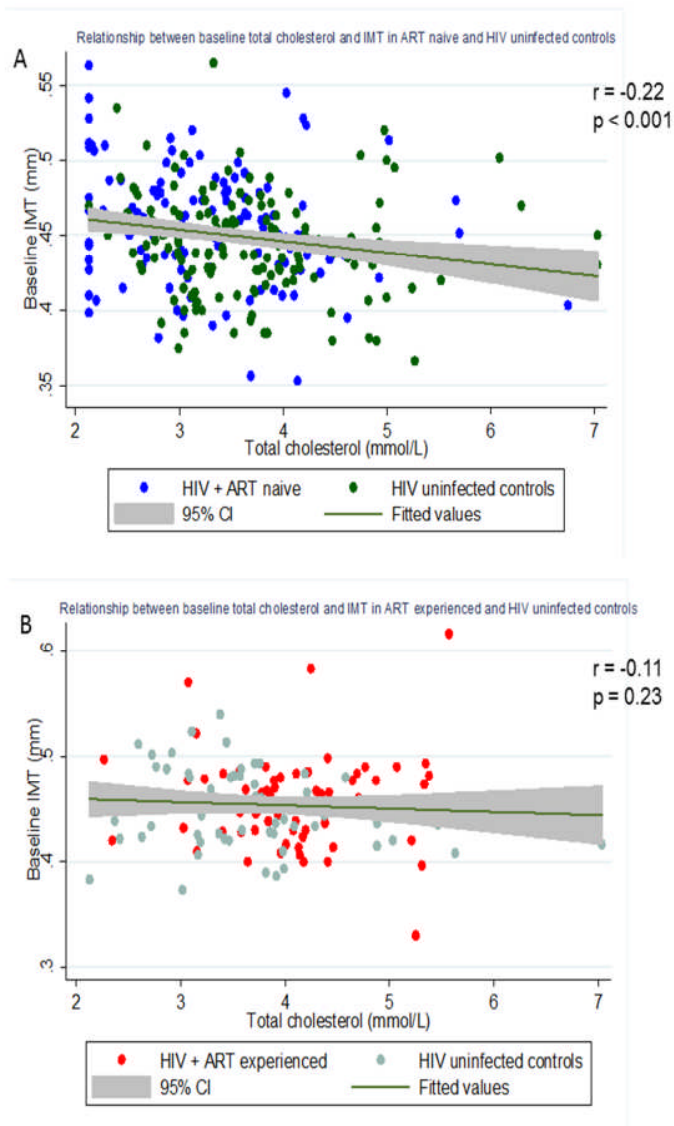 Relationship between baseline total cholesterol and IMT in ART naive and HIV uninfected controls
A
r = -0.22
p < 0.001
Baseline IMT (mm)
.55
.5
.45
.4
.35
2 3 4 5 6 7
Total cholesterol (mmol/L)
HIV + ART naive HIV uninfected controls
95% CI Fitted values
Relationship between baseline total cholesterol and IMT in ART experienced and HIV uninfected controls
B
r = -0.11
p = 0.23
Baseline IMT (mm)
.6
.5
.4
.3
2 3 4 5 6 7
Total cholesterol (mmol/L)
HIV + ART experienced HIV uninfected controls
95% CI Fitted values